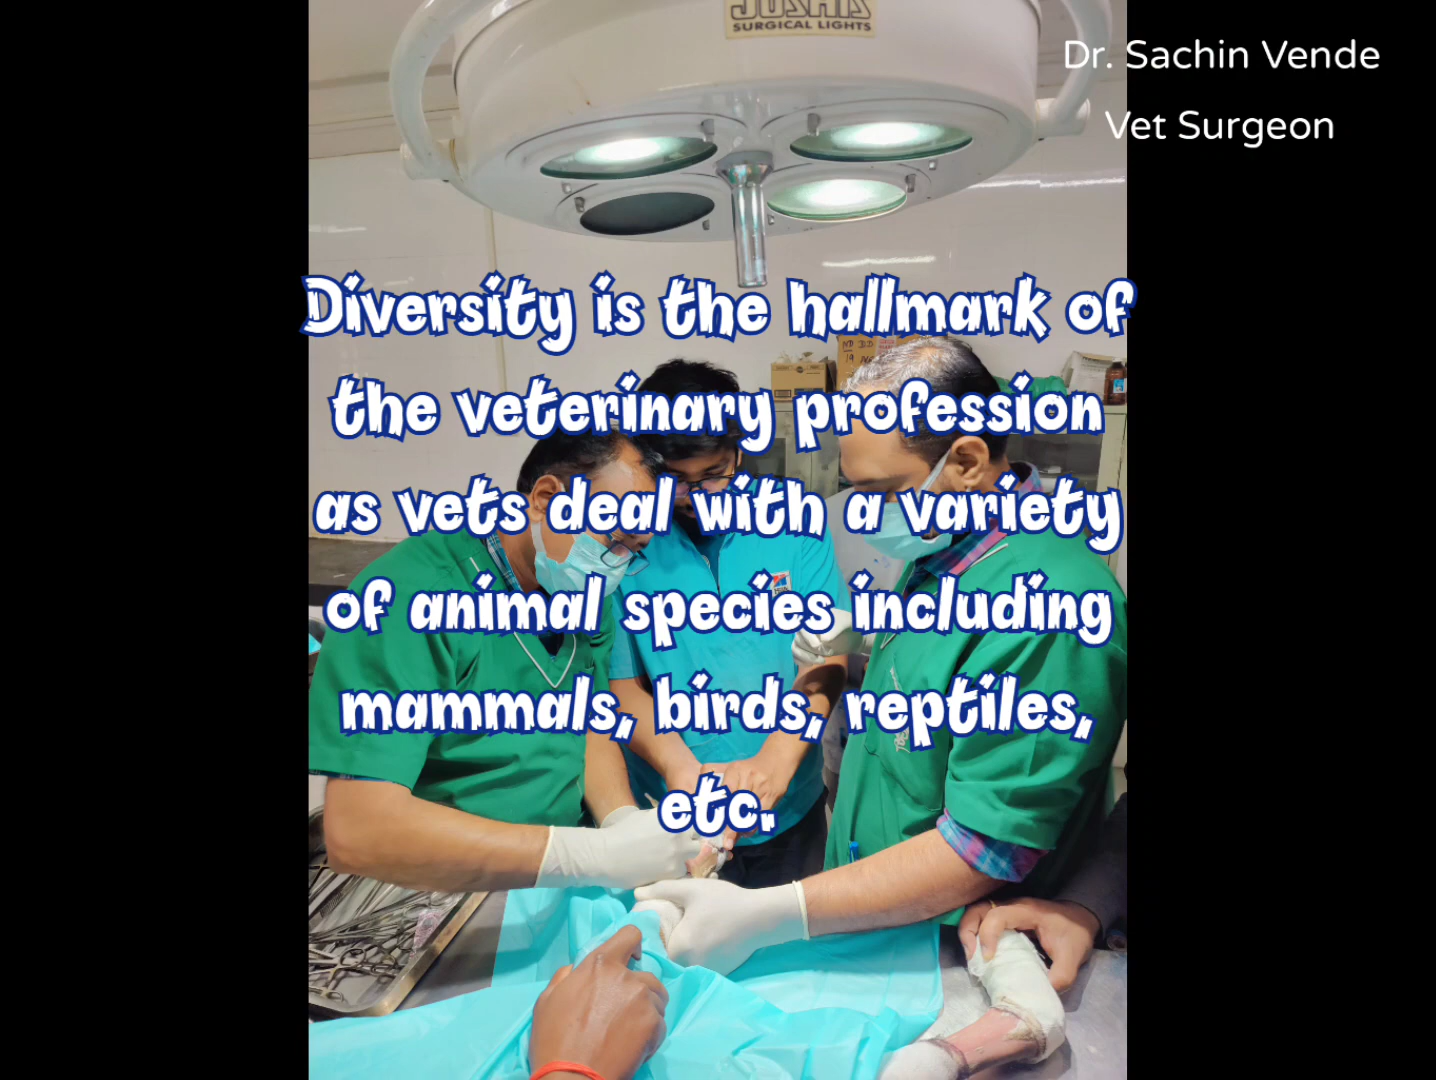 JOSHIS
SURGICAL LIGHTS
Dr. Sachin Vende
Vet Surgeon
Diversity is the hallmark of
the veterinary profession
as vets deal with a variety
of animal species including
mammals, birds, reptiles,
etc.